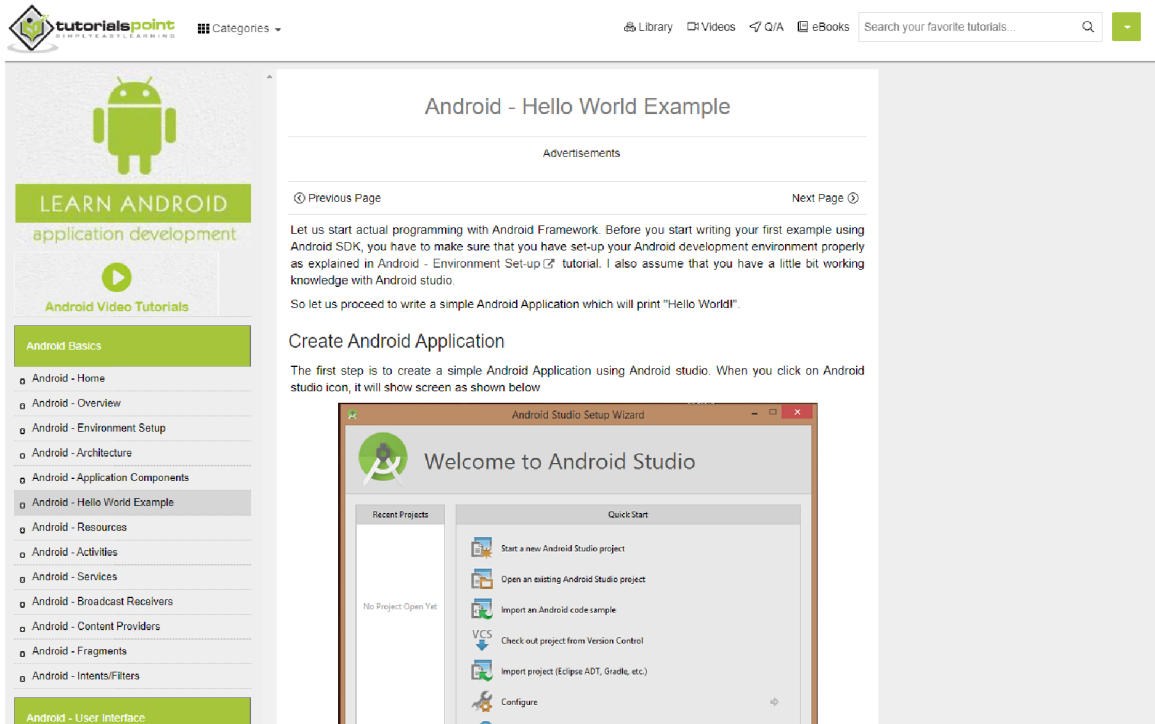 tutorialspoint
SIMPLYEASYLEARNING
Categories
Library Videos Q/A eBooks Search your favorite tutorials...
LEARN ANDROID
application development
Android Video Tutorials
Android Basics
Android - Home
Android - Overview
Android - Environment Setup
Android - Architecture
Android - Application Components
Android - Hello World Example
Android - Resources
Android - Activities
Android - Services
Android - Broadcast Receivers
Android - Content Providers
Android - Fragments
Android - Intents/Filters
Android - User Interface
Android - Hello World Example
Advertisements
Previous Page Next Page
Let us start actual programming with Android Framework. Before you start writing your first example using
Android SDK, you have to make sure that you have set-up your Android development environment properly
as explained in Android - Environment Set-up tutorial. I also assume that you have a little bit working
knowledge with Android studio.
So let us proceed to write a simple Android Application which will print "Hello World!".
Create Android Application
The first step is to create a simple Android Application using Android studio. When you click on Android
studio icon, it will show screen as shown below
Android Studio Setup Wizard
Welcome to Android Studio
Recent Projects
No Project Open Yet
Quick Start
Start a new Android Studio project
Open an existing Android Studio project
Import an Android code sample
VCS
Check out project from Version Control
Import project (Eclipse ADT, Gradle, etc.)
Configure